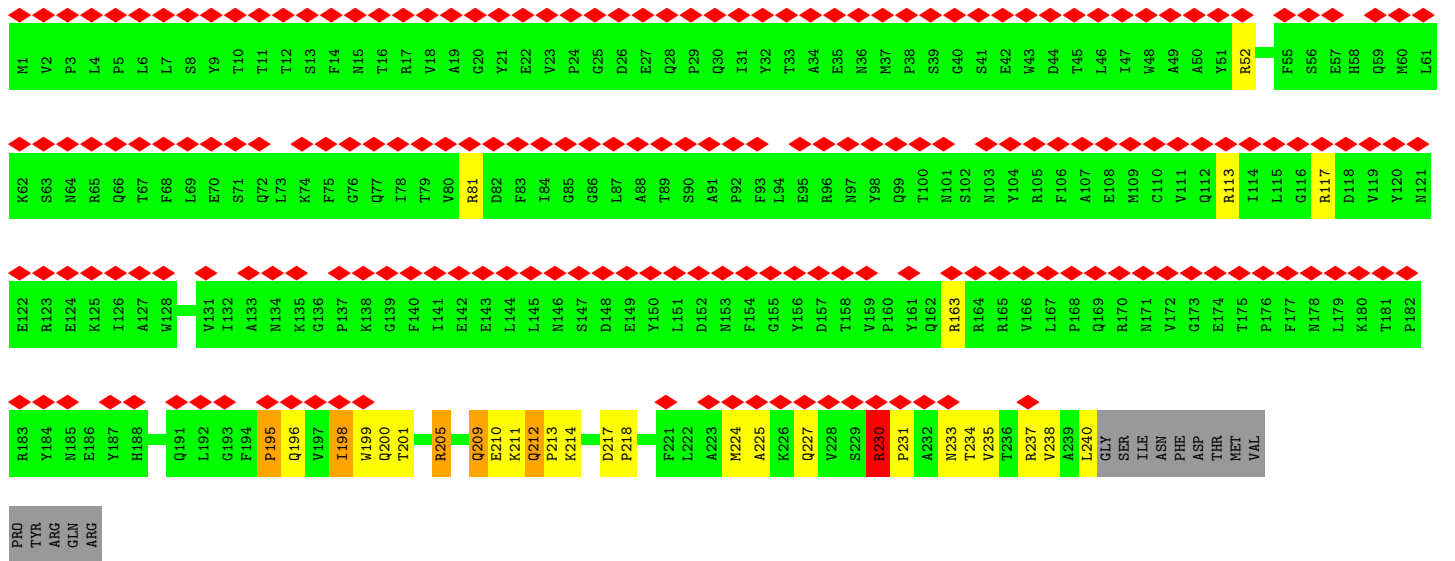 M1 V2 P3 L4 P5 L6 L7 S8 Y9 T10 T11 T12 S13 F14 N15 T16 R17 V18 A19 G20 Y21 E22 V23 P24 G25 D26 E27 Q28 P29 Q30 I31 Y32 T33 A34 E35 N36 M37 P38 S39 G40 S41 E42 W43 D44 T45 L46 I47 W48 A49 A50 Y51 R52 F55 S56 E57 H58 Q59 M60 L61
K62 S63 N64 R65 Q66 T67 F68 L69 E70 S71 Q72 L73 K74 F75 G76 Q77 I78 T79 V80 R81 D82 F83 I84 G85 G86 L87 A88 T89 S90 A91 P92 F93 L94 E95 R96 N97 Y98 Q99 T100 N101 S102 N103 Y104 R105 F106 A107 E108 M109 C110 V111 Q112 R113 I114 L115 G116 R117 D118 V119 Y120 N121
E122 R123 E124 K125 I126 A127 W128 V131 I132 A133 N134 K135 G136 P137 K138 G139 F140 I141 E142 E143 L144 L145 N146 S147 D148 E149 Y150 L151 D152 N153 F154 G155 Y156 D157 T158 V159 P160 Y161 Q162 R163 R164 R165 V166 L167 P168 Q169 R170 N171 V172 G173 E174 T175 P176 F177 N178 L179 K180 T181 P182
R183 Y184 N185 E186 Y187 H188 Q191 L192 G193 F194 P195 Q196 V197 I198 W199 Q200 T201 R205 Q209 E210 K211 Q212 P213 K214 D217 P218 F221 L222 A223 M224 A225 K226 Q227 V228 S229 R230 P231 A232 N233 T234 V235 T236 R237 V238 A239 L240 GLY SER ILE ASN PHE ASP THR MET VAL
PRO TYR ARG GLN ARG